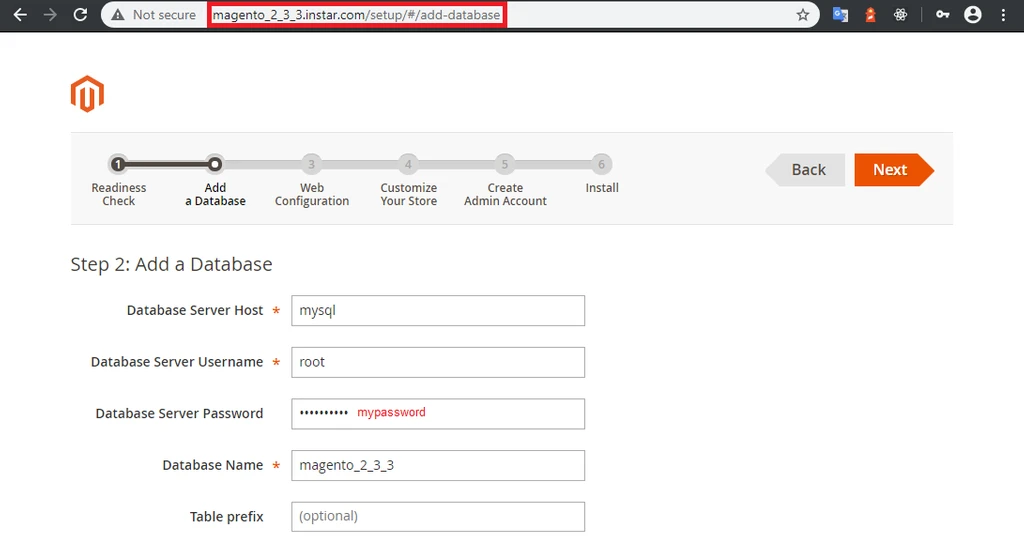 Not secure magento_2_3_3.instar.com/setup/#/add-database
1 3 4 5 6
Readiness Check
Add a Database
Web Configuration
Customize Your Store
Create Admin Account
Install
Back
Next
Step 2: Add a Database
Database Server Host * mysql
Database Server Username * root
Database Server Password •••••••••• mypassword
Database Name * magento_2_3_3
Table prefix (optional)